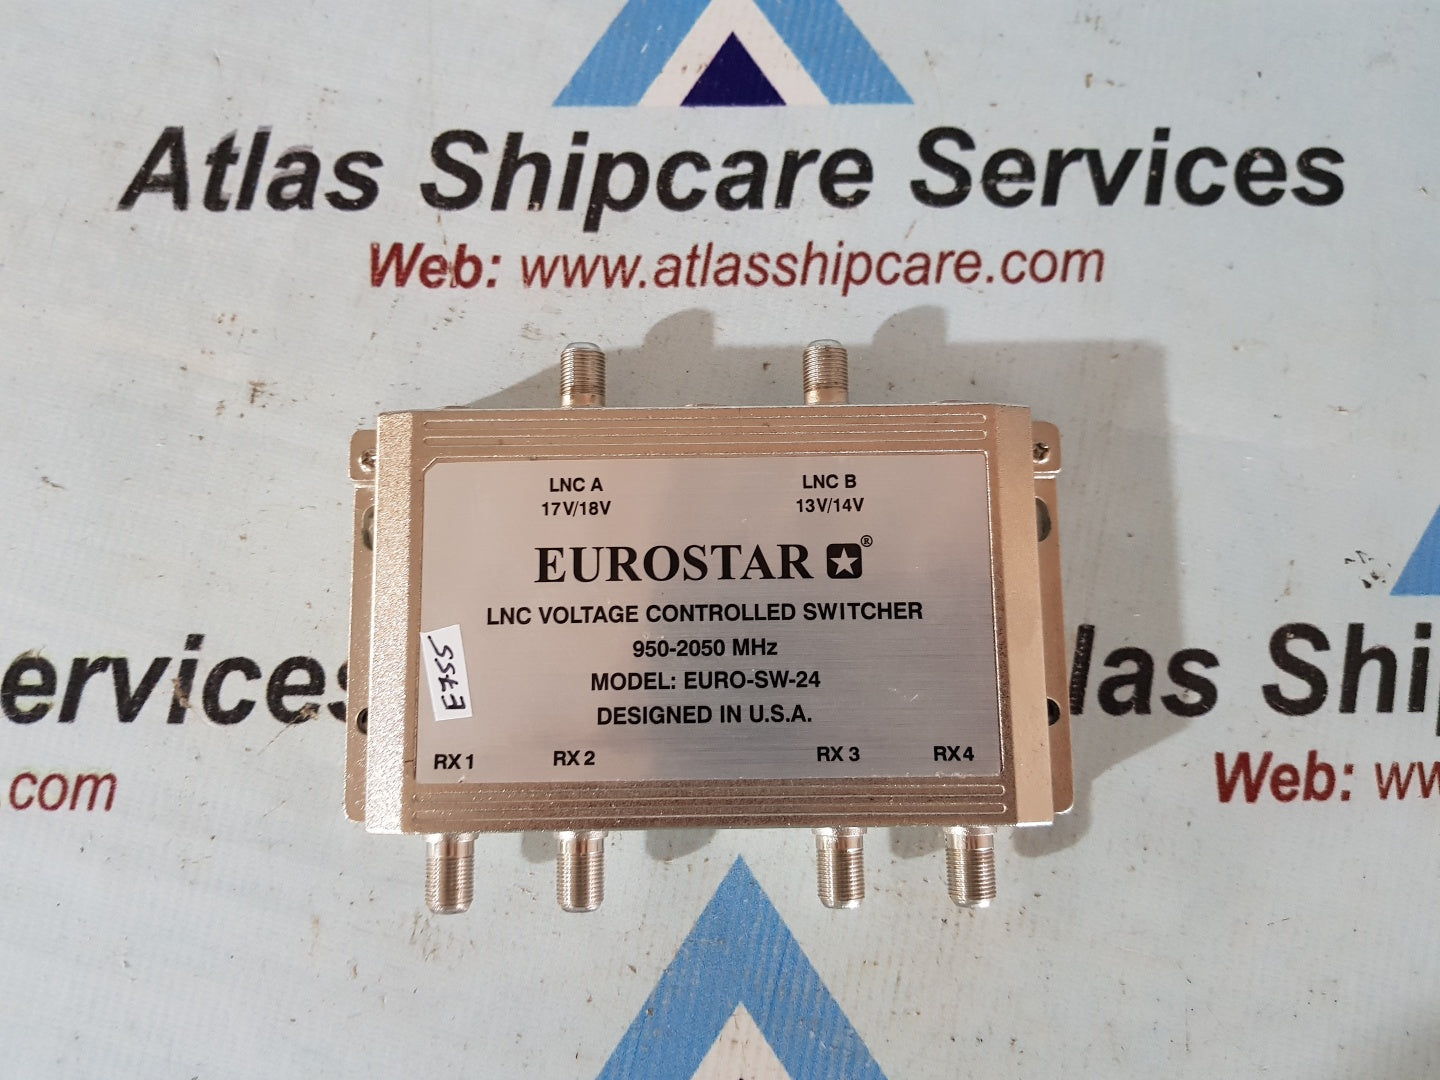 Atlas Shipcare Services
Web: www.atlasshipcare.com
LNC A
17V/18V
LNC B
13V/14V
EUROSTAR ®
LNC VOLTAGE CONTROLLED SWITCHER
950-2050 MHz
MODEL: EURO-SW-24
DESIGNED IN U.S.A.
E755
RX 1
RX 2
RX 3
RX 4
ervices
.com
las Shi
Web: ww